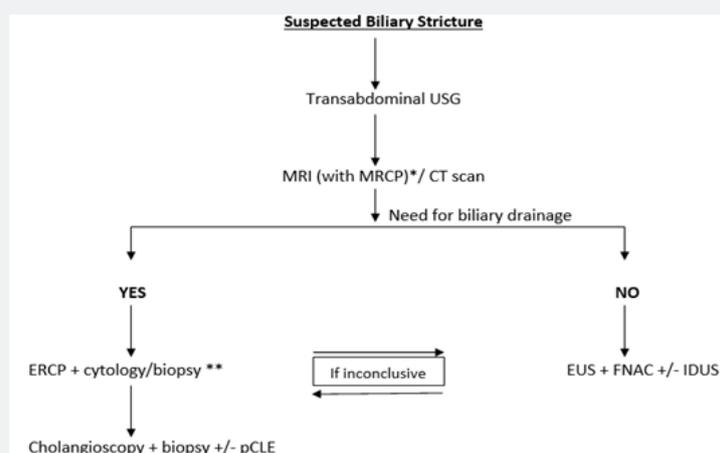 Suspected Biliary Stricture
Transabdominal USG
MRI (with MRCP)*/ CT scan
Need for biliary drainage
YES
NO
ERCP + cytology/biopsy **
If inconclusive
EUS + FNAC +/- IDUS
Cholangioscopy + biopsy +/- pCLE